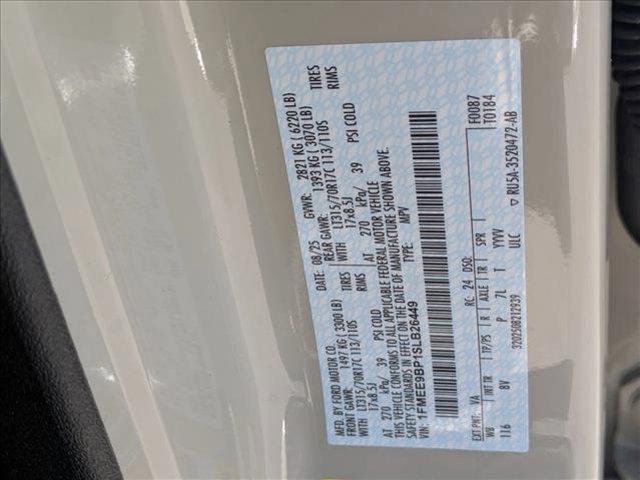 MFD. BY FORD MOTOR CO.
DATE: 08/25 GVWR: 2821 KG ( 6220 LB)
FRONT GAWR: 1497 KG (3300 LB) REAR GAWR: 1393 KG ( 3070 LB)
WITH LT315/70R17C 113/110S TIRES WITH LT315/70R17C 113/110S TIRES
17x8.5J RIMS 17x8.5J RIMS
AT 270 kPa/ 39 PSI COLD AT 270 kPa/ 39 PSI COLD
THIS VEHICLE CONFORMS TO ALL APPLICABLE FEDERAL MOTOR VEHICLE
SAFETY STANDARDS IN EFFECT ON THE DATE OF MANUFACTURE SHOWN ABOVE.
VIN: 1FMEE9BP1SLB26449 TYPE: MPV
F0087
T0184
EXT PNT: VA RC: 24 DSO:
WB INT TR TP/PS R AXLE TR SPR
116 8V P 7L T YYVV
ULC
3202508212939 ▽ RU5A-3520472-AB